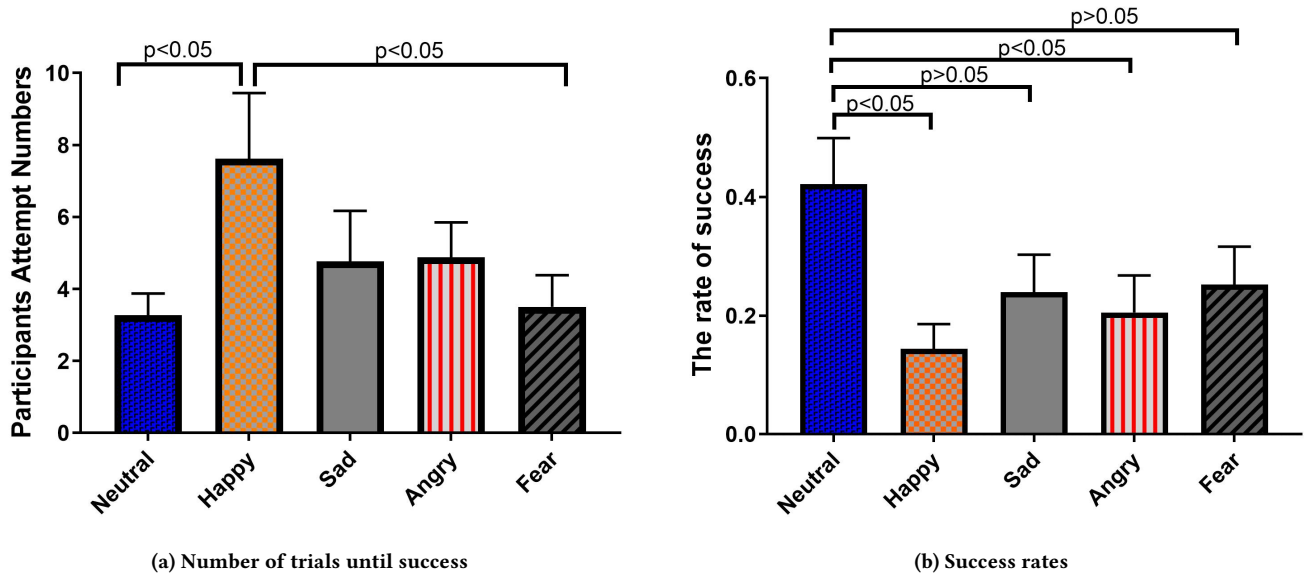 p<0.05
p<0.05
Participants Attempt Numbers
10
8
6
4
2
0
Neutral
Happy
Sad
Angry
Fear
(a) Number of trials until success
p>0.05
p<0.05
p>0.05
p<0.05
The rate of success
0.6
0.4
0.2
0.0
Neutral
Happy
Sad
Angry
Fear
(b) Success rates